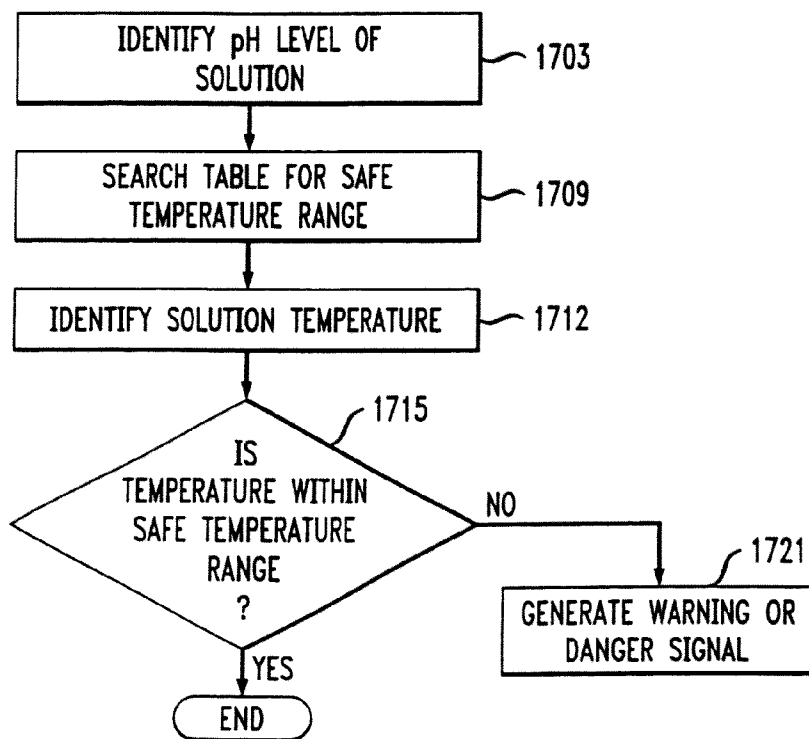 IDENTIFY pH LEVEL OF
SOLUTION
1703
SEARCH TABLE FOR SAFE
TEMPERATURE RANGE
1709
IDENTIFY SOLUTION TEMPERATURE
1712
1715
IS
TEMPERATURE WITHIN
SAFE TEMPERATURE
RANGE
?
NO
1721
GENERATE WARNING OR
DANGER SIGNAL
YES
END